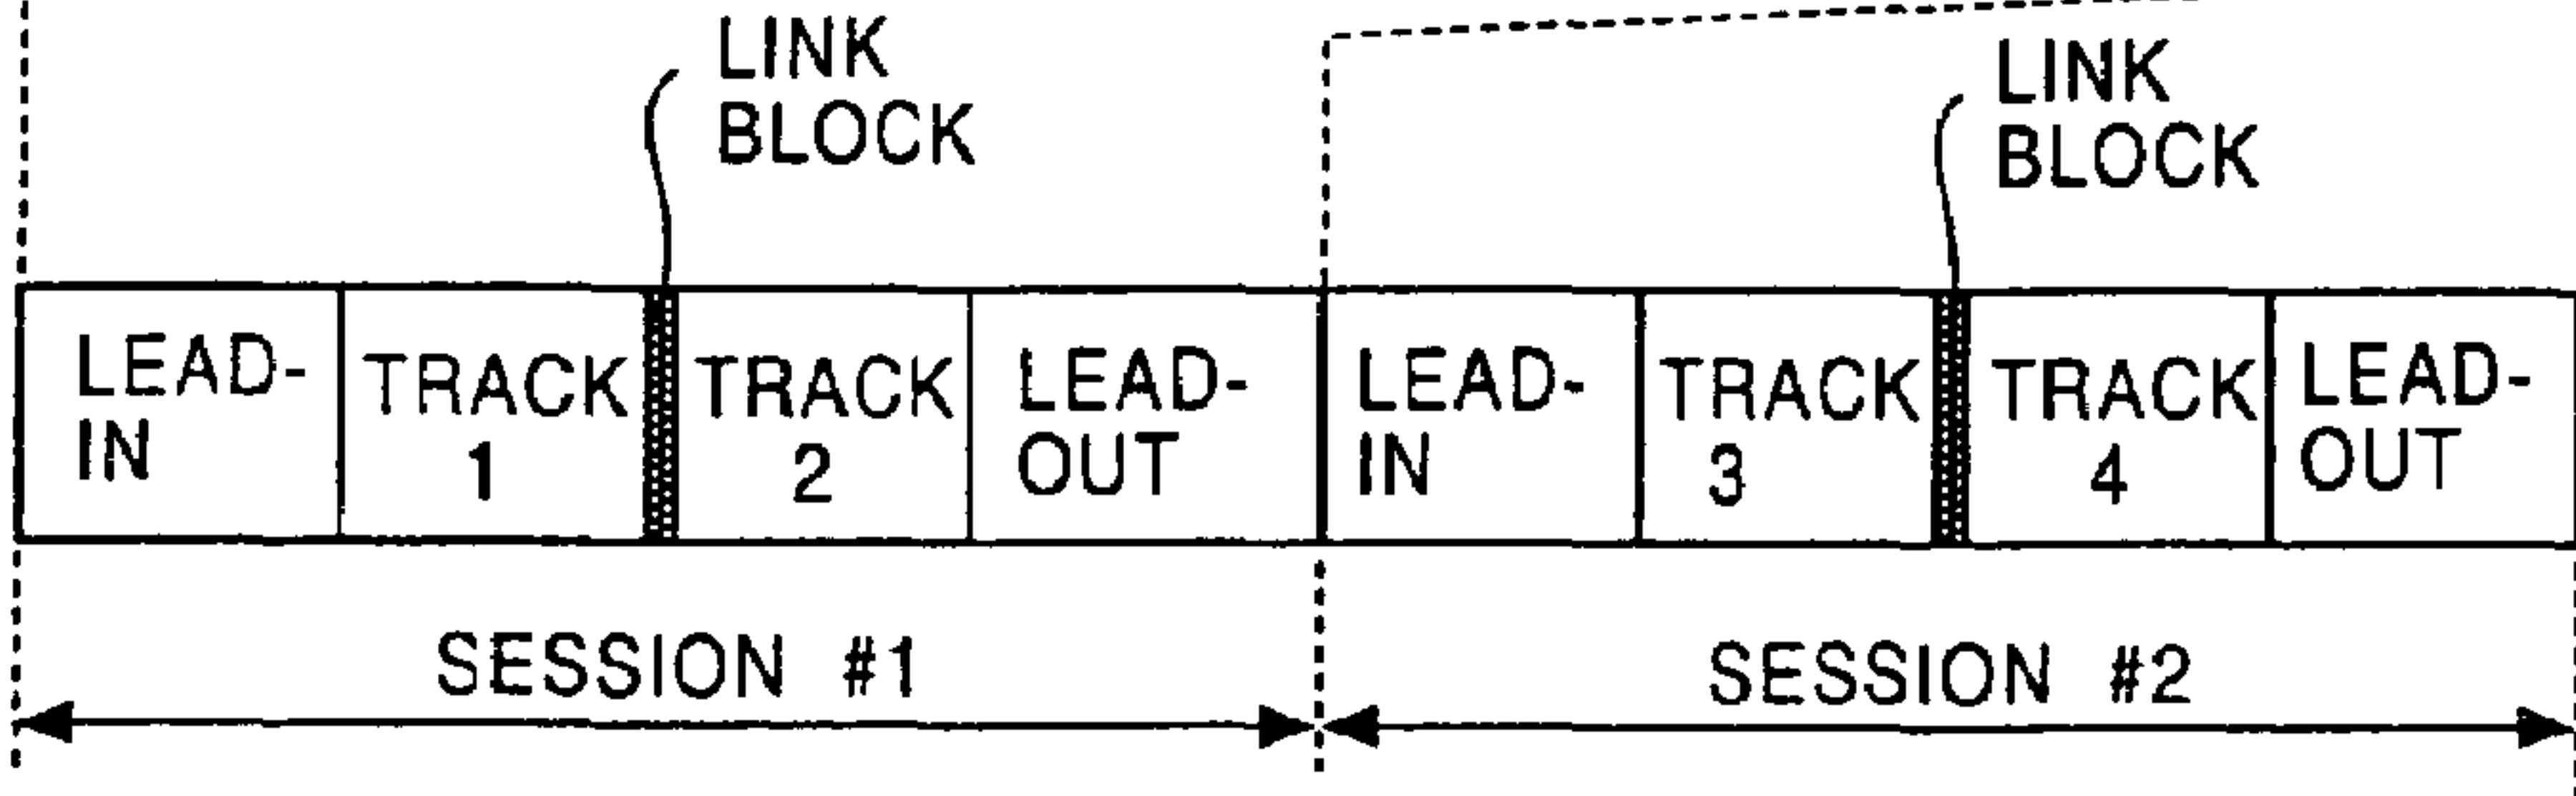 LINK
BLOCK
LINK
BLOCK
LEAD-
IN
TRACK
1
TRACK
2
LEAD-
OUT
LEAD-
IN
TRACK
3
TRACK
4
LEAD-
OUT
SESSION #1
SESSION #2